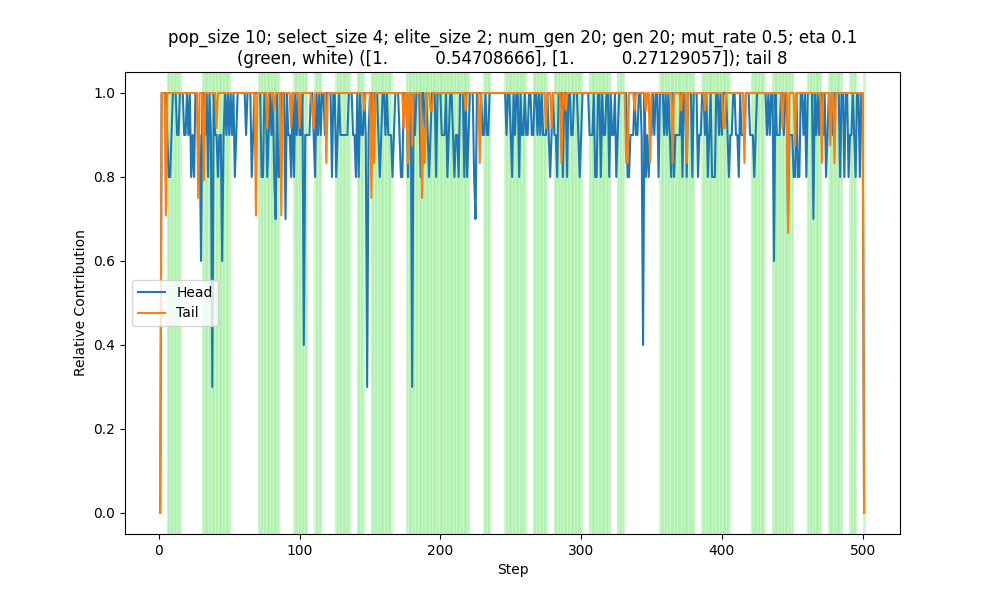 pop_size 10; select_size 4; elite_size 2; num_gen 20; gen 20; mut_rate 0.5; eta 0.1
(green, white) ([1.         0.54708666], [1.         0.27129057]); tail 8
1.0
0.8
0.6
0.4
0.2
0.0
Relative Contribution
Head
Tail
0
100
200
300
400
500
Step